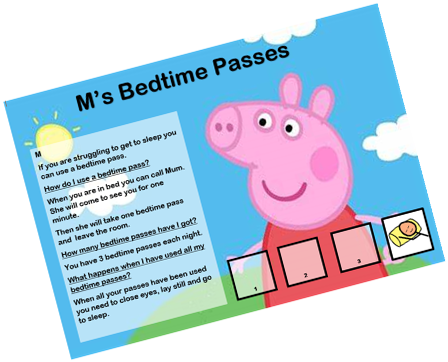 M's Bedtime Passes
M
If you are struggling to get to sleep you
can use a bedtime pass.
How do I use a bedtime pass?
When you are in bed you can call Mum.
She will come to see you for one
minute.
Then she will take one bedtime pass
and leave the room.
How many bedtime passes have I got?
You have 3 bedtime passes each night.
What happens when I have used all my
bedtime passes?
When all your passes have been used
you need to close eyes, lay still and go
to sleep.
1
2
3